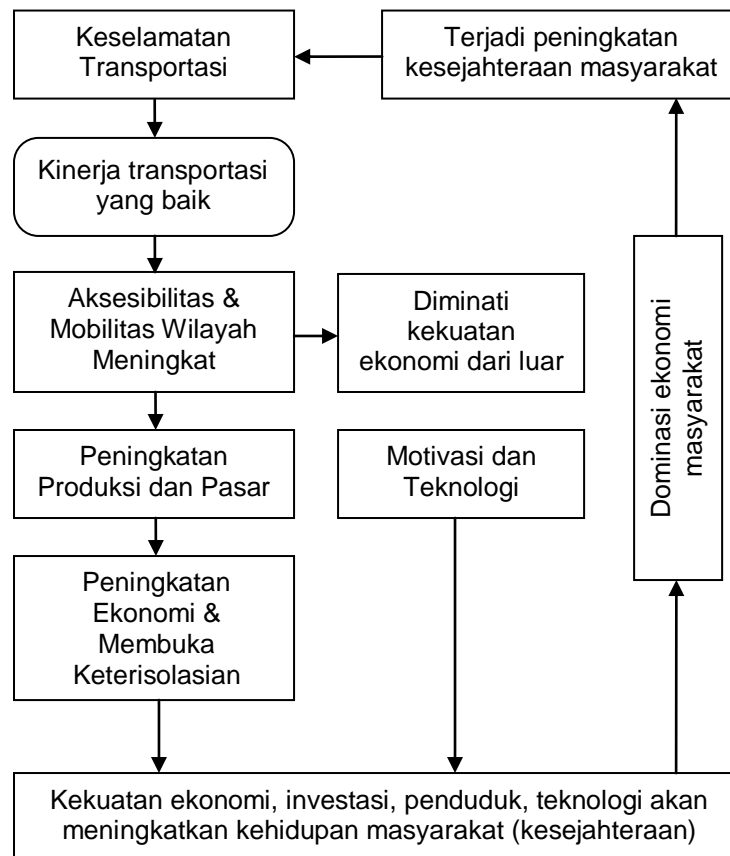 Keselamatan
Transportasi
Terjadi peningkatan
kesejahteraan masyarakat
Kinerja transportasi
yang baik
Aksesibilitas &
Mobilitas Wilayah
Meningkat
Diminati
kekuatan
ekonomi dari luar
Dominasi ekonomi
masyarakat
Peningkatan
Produksi dan Pasar
Motivasi dan
Teknologi
Peningkatan
Ekonomi &
Membuka
Keterisolasian
Kekuatan ekonomi, investasi, penduduk, teknologi akan
meningkatkan kehidupan masyarakat (kesejahteraan)